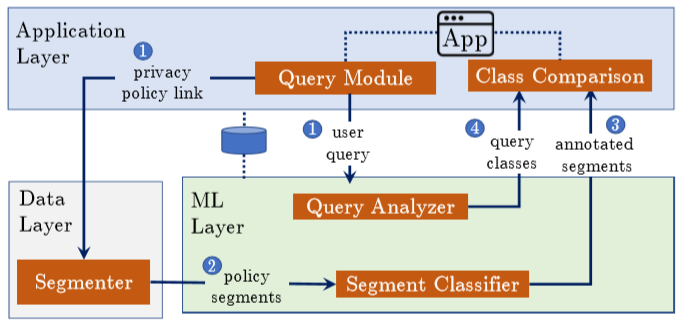 Application
Layer
App
1
privacy
policy link
Query Module
Class Comparison
1
user
query
4
query
classes
3
annotated
segments
Data
Layer
ML
Layer
Query Analyzer
Segmenter
2
policy
segments
Segment Classifier